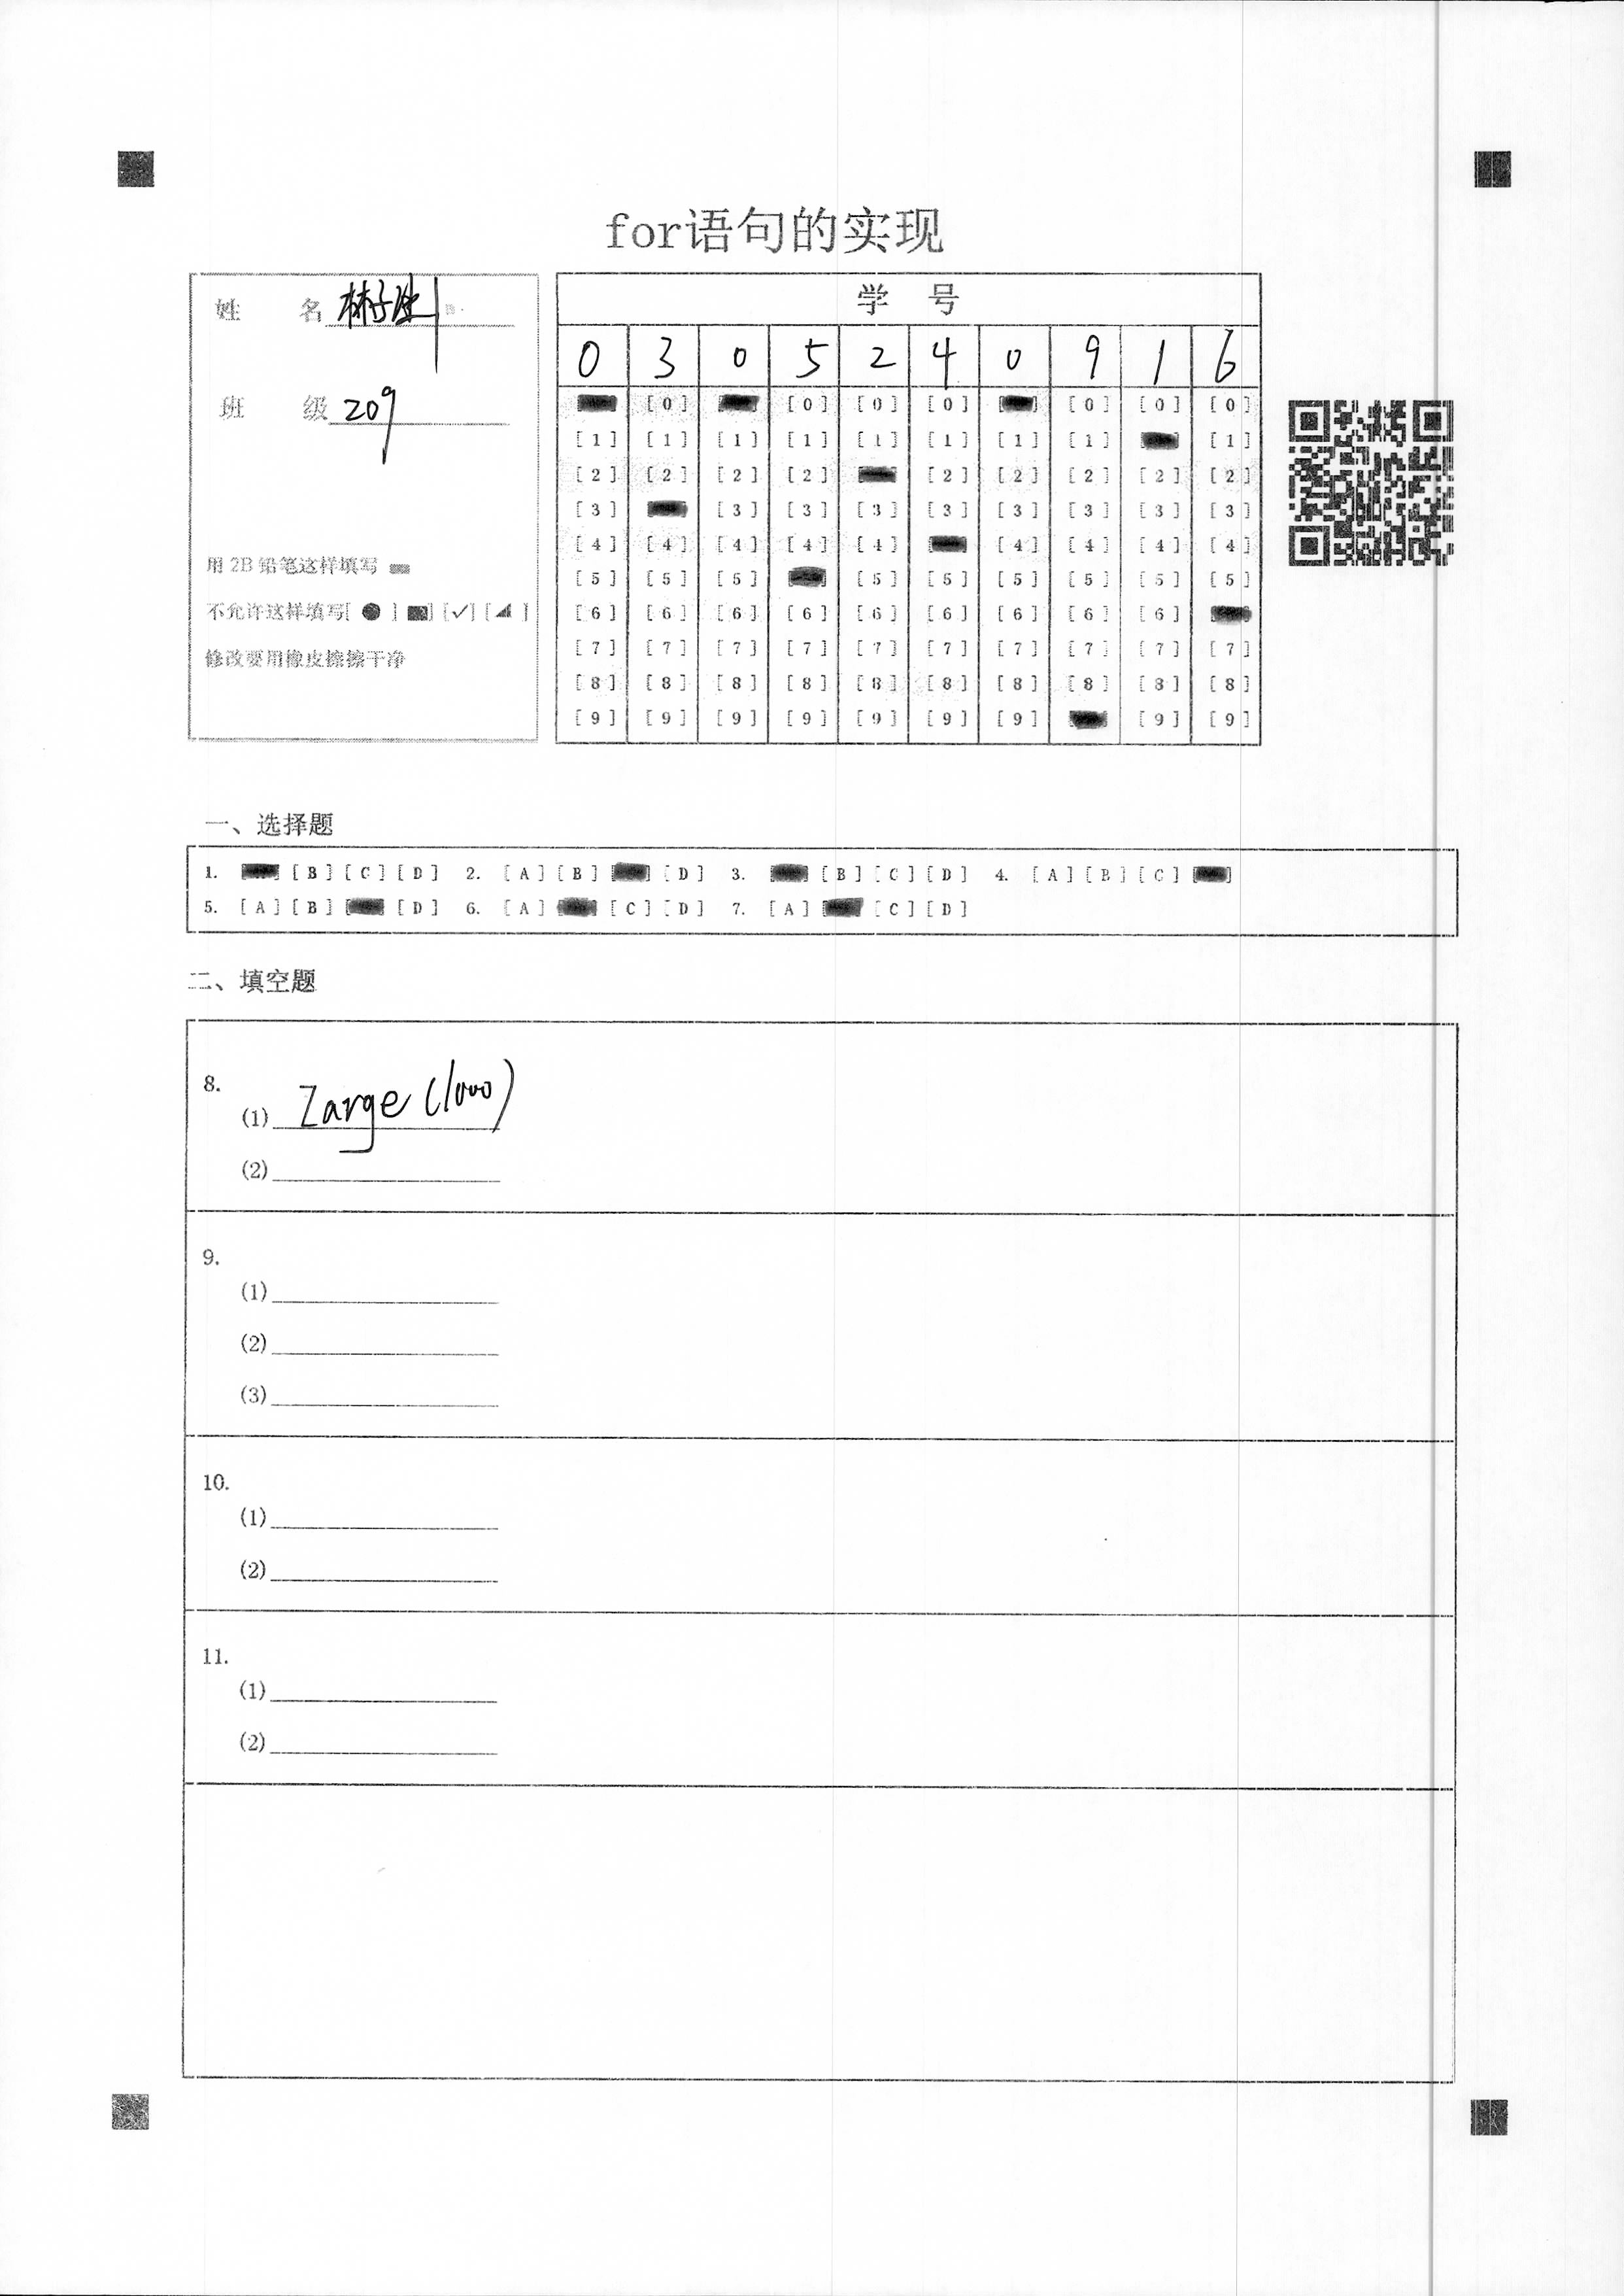 for语句的实现
姓 名 林子
班 级 209
用 2B 铅笔这样填写
不允许这样填写[ ● ] [■] [✓] [◢ ]
修改要用橡皮擦擦干净
学 号
0 3 0 5 2 4 0 9 1 6
[0] [0] [0] [0] [0] [0] [0]
[1] [1] [1] [1] [1] [1] [1] [1] [1]
[2] [2] [2] [2] [2] [2] [2] [2] [2]
[3] [3] [3] [3] [3] [3] [3] [3] [3]
[4] [4] [4] [4] [4] [4] [4] [4] [4]
[5] [5] [5] [5] [5] [5] [5] [5] [5]
[6] [6] [6] [6] [6] [6] [6] [6] [6]
[7] [7] [7] [7] [7] [7] [7] [7] [7] [7]
[8] [8] [8] [8] [8] [8] [8] [8] [8] [8]
[9] [9] [9] [9] [9] [9] [9] [9] [9]
一、选择题
1. [B] [C] [D] 2. [A] [B] [D] 3. [B] [C] [D] 4. [A] [B] [C]
5. [A] [B] [D] 6. [A] [C] [D] 7. [A] [C] [D]
二、填空题
8.
(1) Zarge (1000)
(2)
9.
(1)
(2)
(3)
10.
(1)
(2)
11.
(1)
(2)